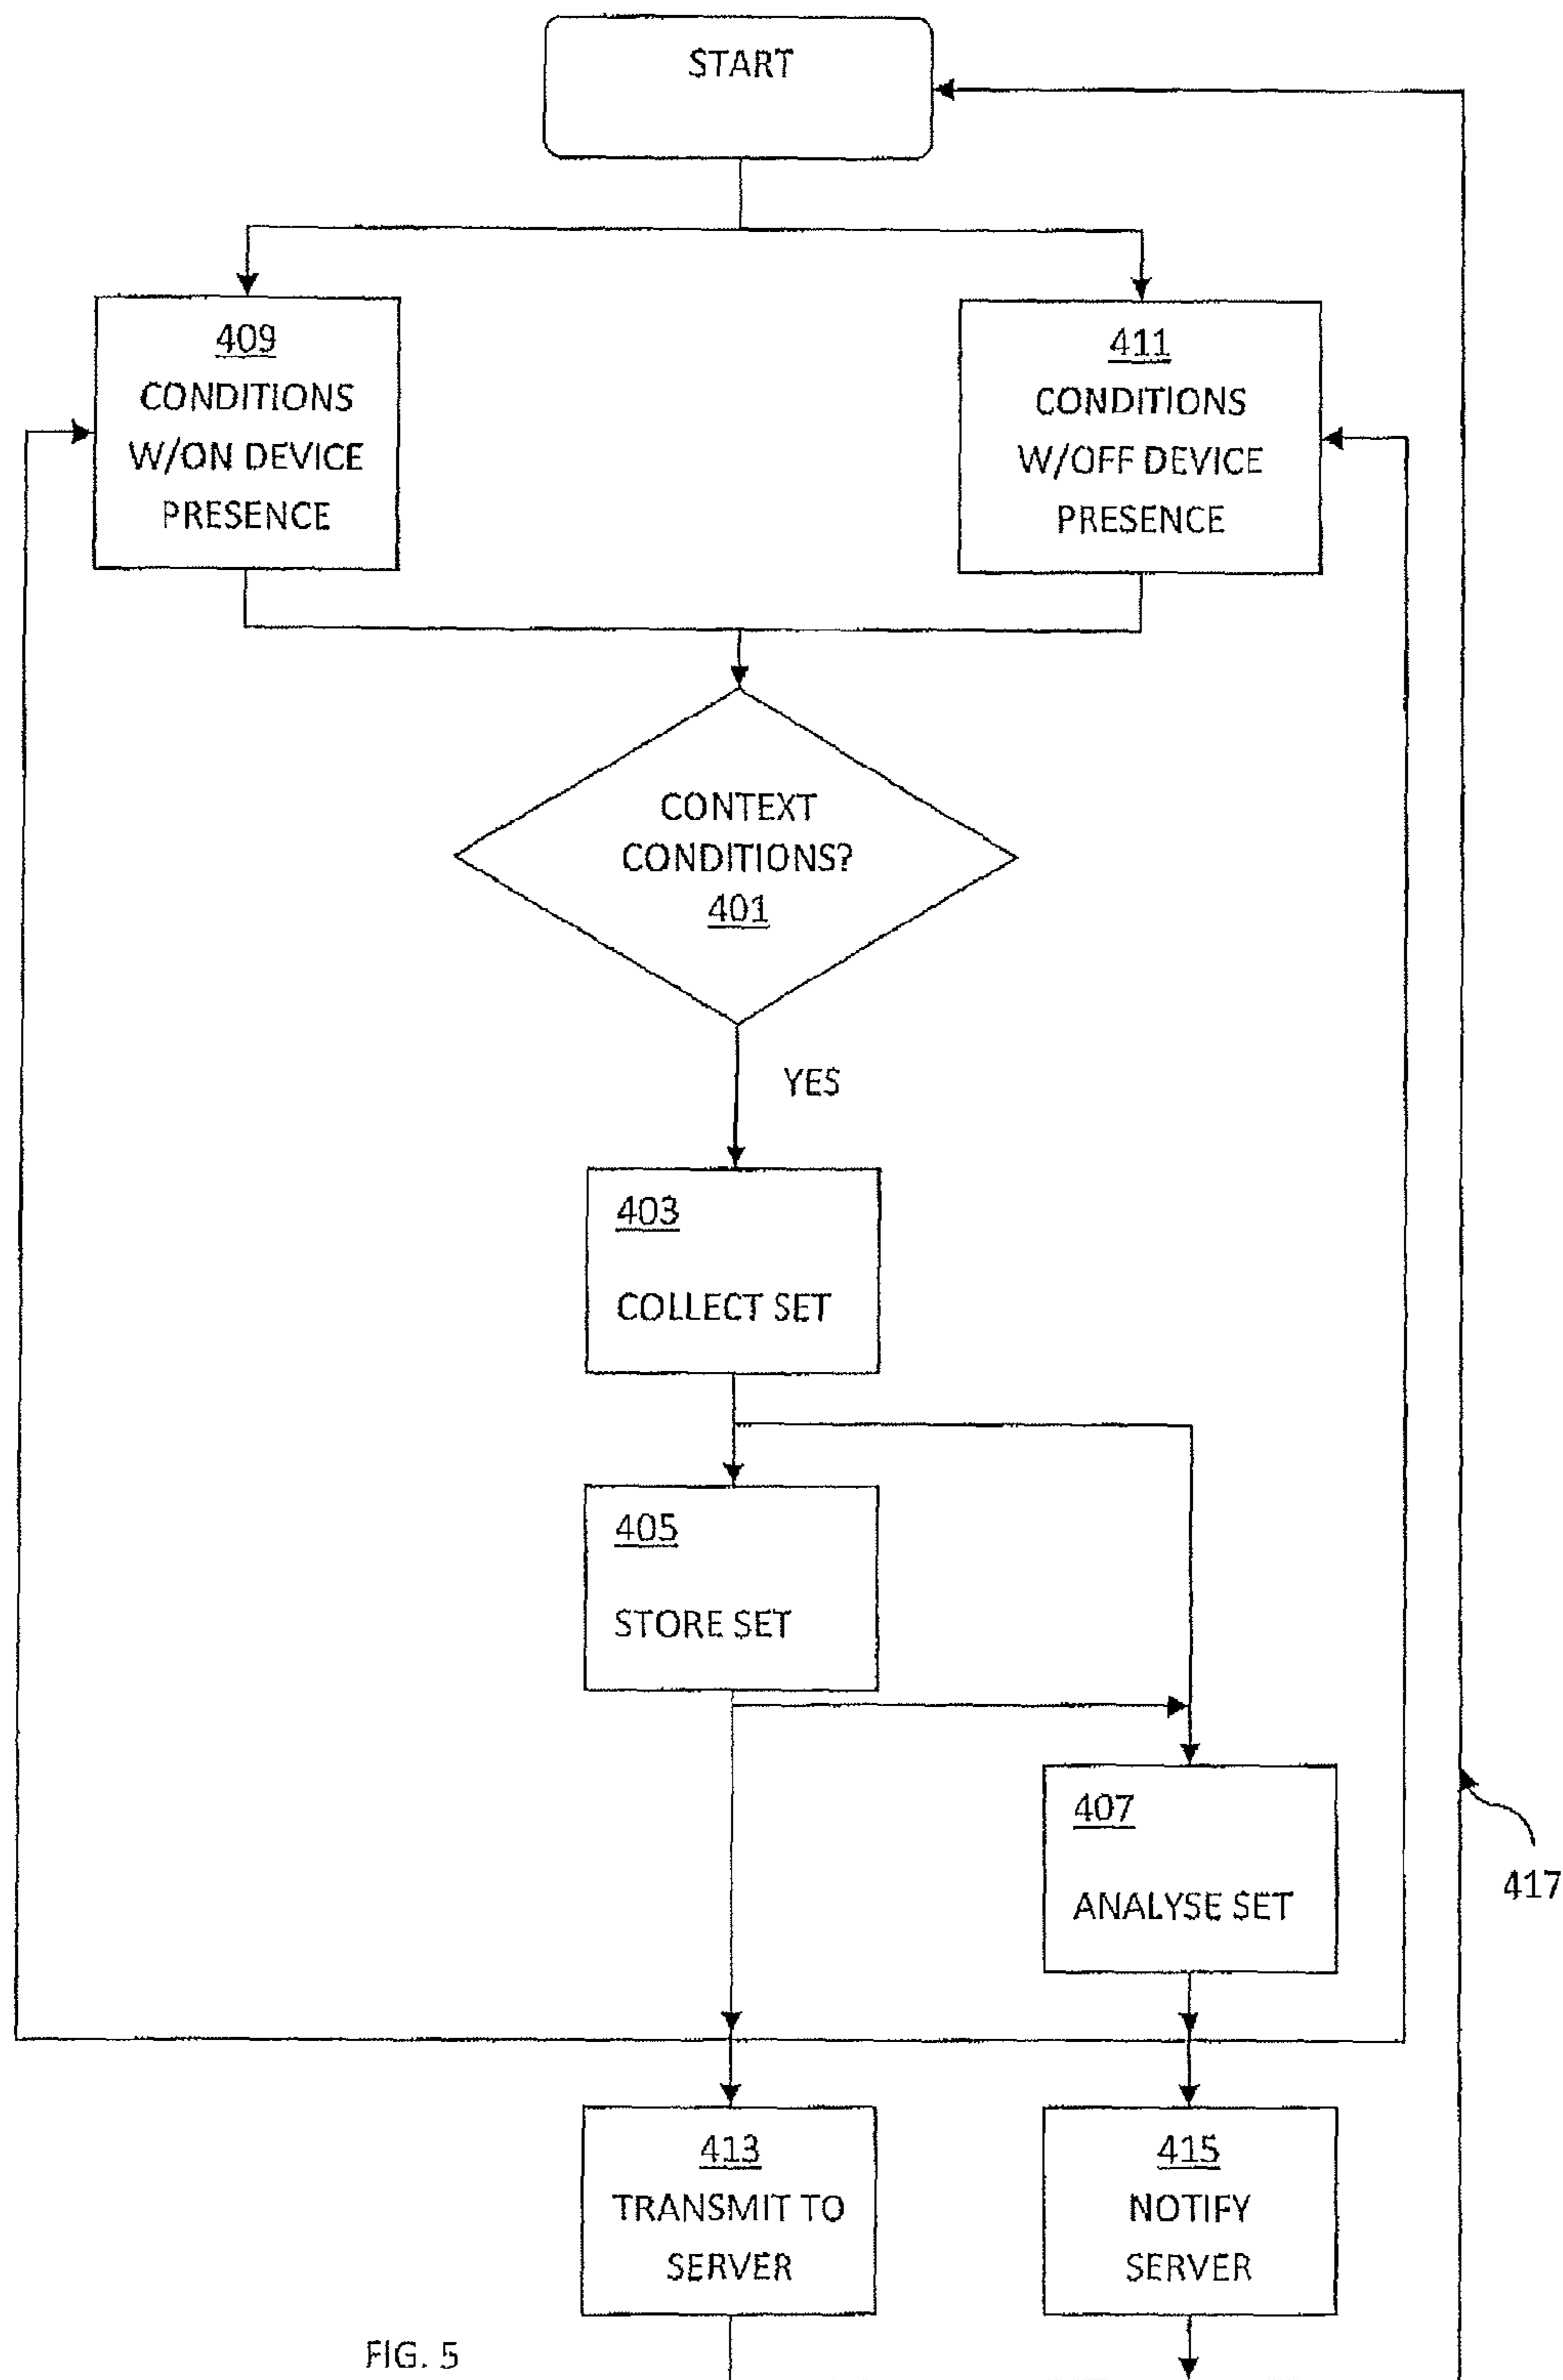 START
409
CONDITIONS
W/ON DEVICE
PRESENCE
411
CONDITIONS
W/OFF DEVICE
PRESENCE
CONTEXT
CONDITIONS?
401
YES
403
COLLECT SET
405
STORE SET
407
ANALYSE SET
417
413
TRANSMIT TO
SERVER
415
NOTIFY
SERVER
FIG. 5